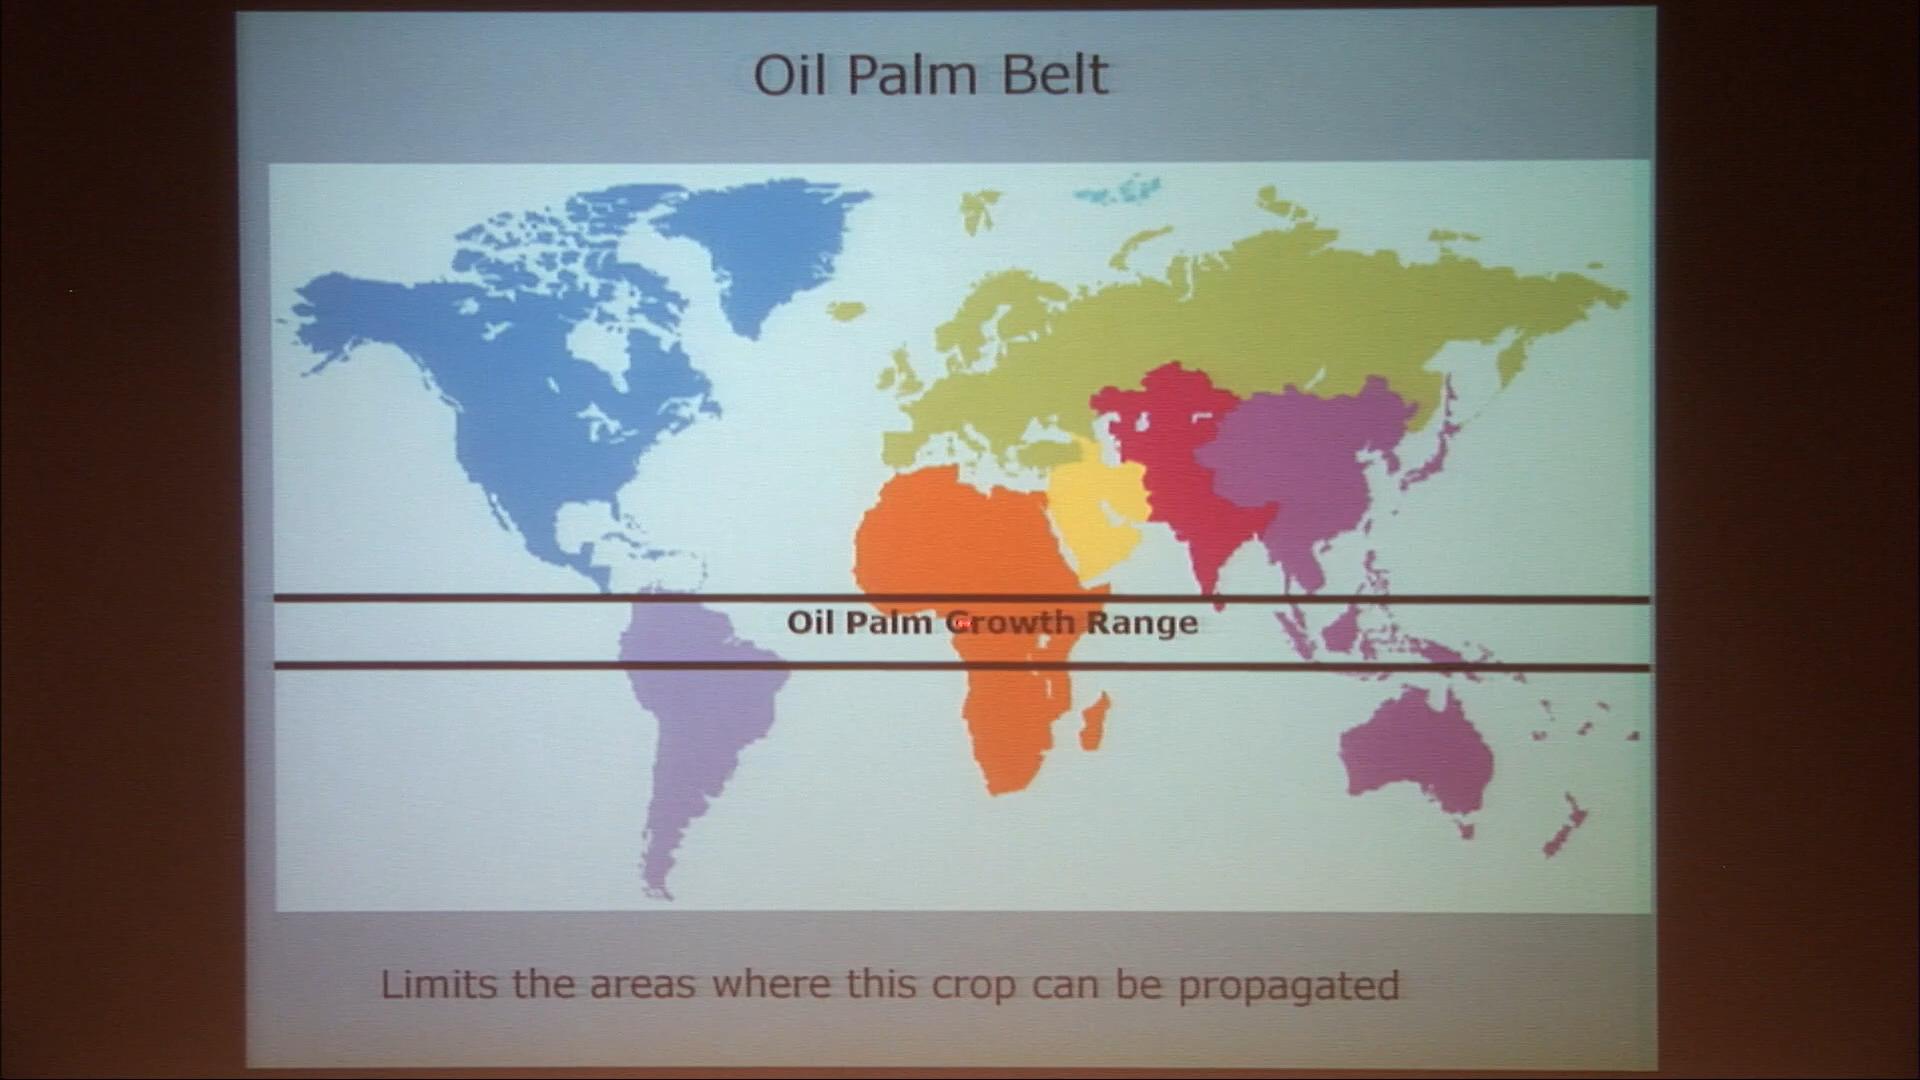 Oil Palm Belt
Oil Palm Growth Range
Limits the areas where this crop can be propagated